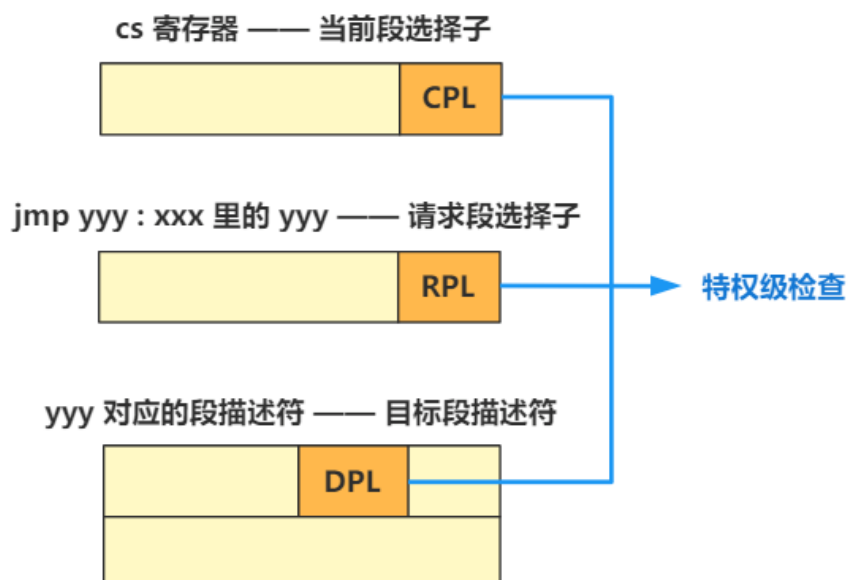 cs 寄存器 —— 当前段选择子
CPL
jmp yyy : xxx 里的 yyy —— 请求段选择子
RPL
特权级检查
yyy 对应的段描述符 —— 目标段描述符
DPL